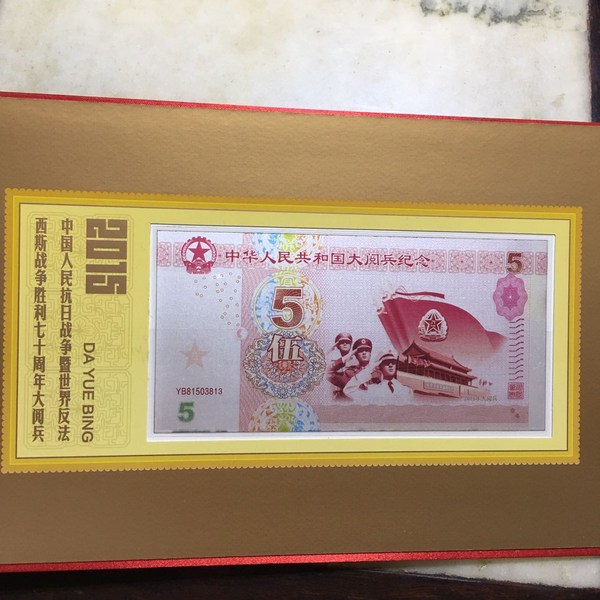 2015
DA YUE BING
中国人民抗日战争暨世界反法
西斯战争胜利七十周年大阅兵
中华人民共和国大阅兵纪念
5
5
伍
YB81503813
5